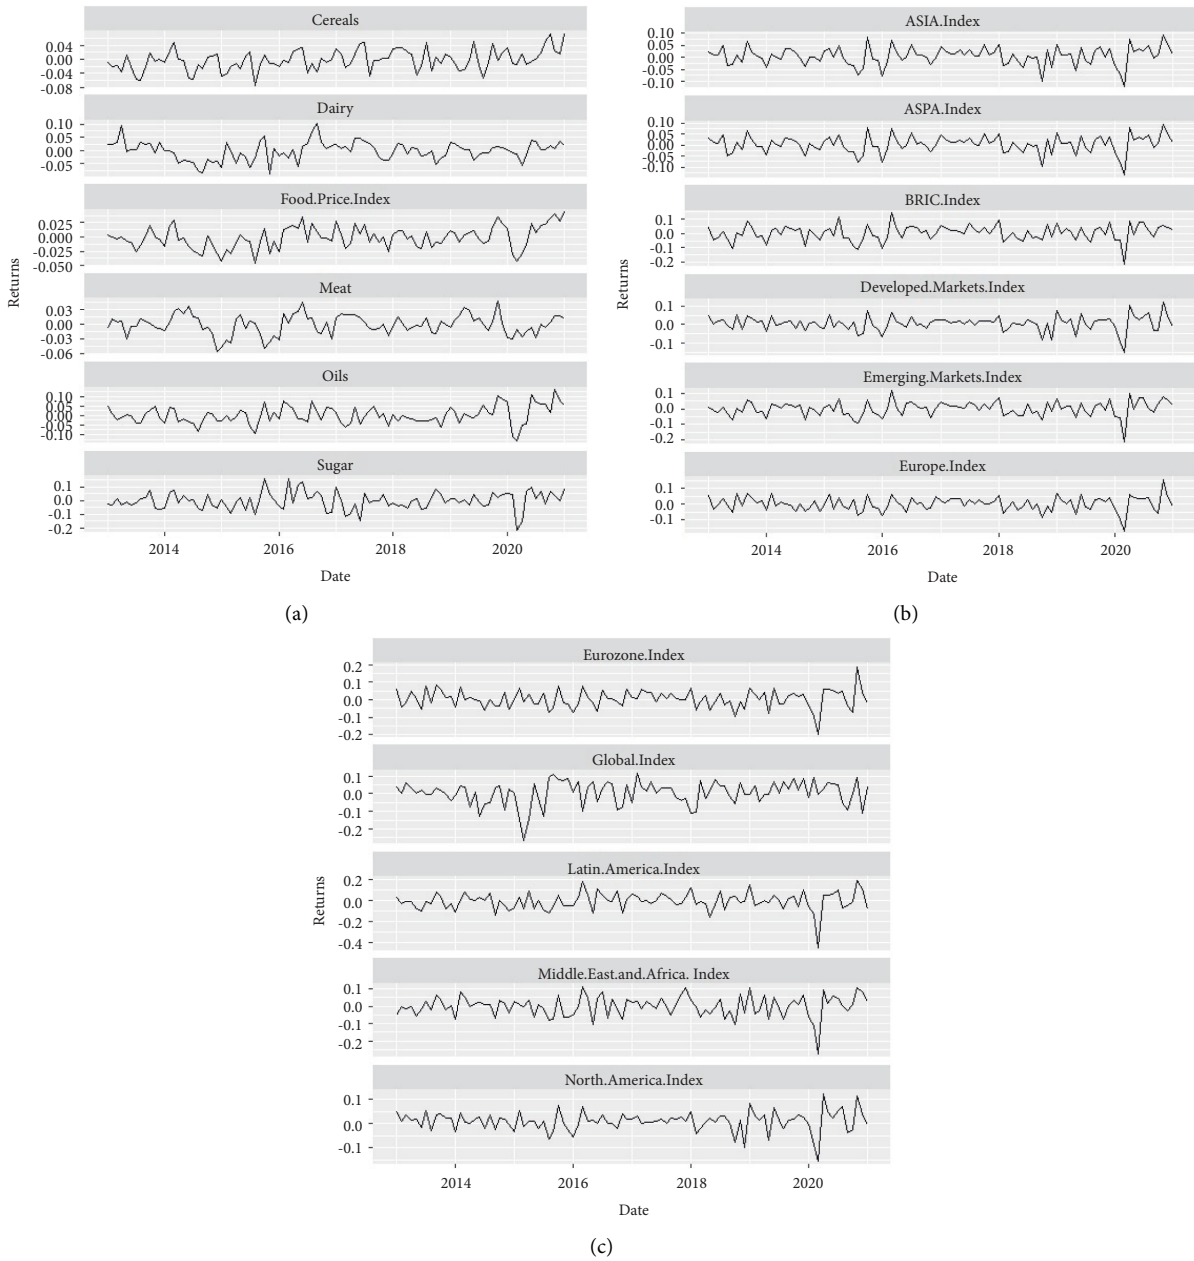 Cereals
0.04
0.00
-0.04
-0.08
Dairy
0.10
0.05
0.00
-0.05
Food.Price.Index
0.025
0.000
-0.025
-0.050
Meat
0.03
0.00
-0.03
-0.06
Oils
0.10
0.05
0.00
-0.05
-0.10
Sugar
0.1
0.0
-0.1
-0.2
Returns
2014 2016 2018 2020
Date
(a)
ASIA.Index
0.10
0.05
0.00
-0.05
-0.10
ASPA.Index
0.10
0.05
0.00
-0.05
-0.10
BRIC.Index
0.1
0.0
-0.1
-0.2
Developed.Markets.Index
0.1
0.0
-0.1
Emerging.Markets.Index
0.1
0.0
-0.1
-0.2
Europe.Index
0.1
0.0
-0.1
Returns
2014 2016 2018 2020
Date
(b)
Eurozone.Index
0.2
0.1
0.0
-0.1
-0.2
Global.Index
0.1
0.0
-0.1
-0.2
Latin.America.Index
0.2
0.0
-0.2
-0.4
Middle.East.and.Africa. Index
0.1
0.0
-0.1
-0.2
North.America.Index
0.1
0.0
-0.1
Returns
2014 2016 2018 2020
Date
(c)